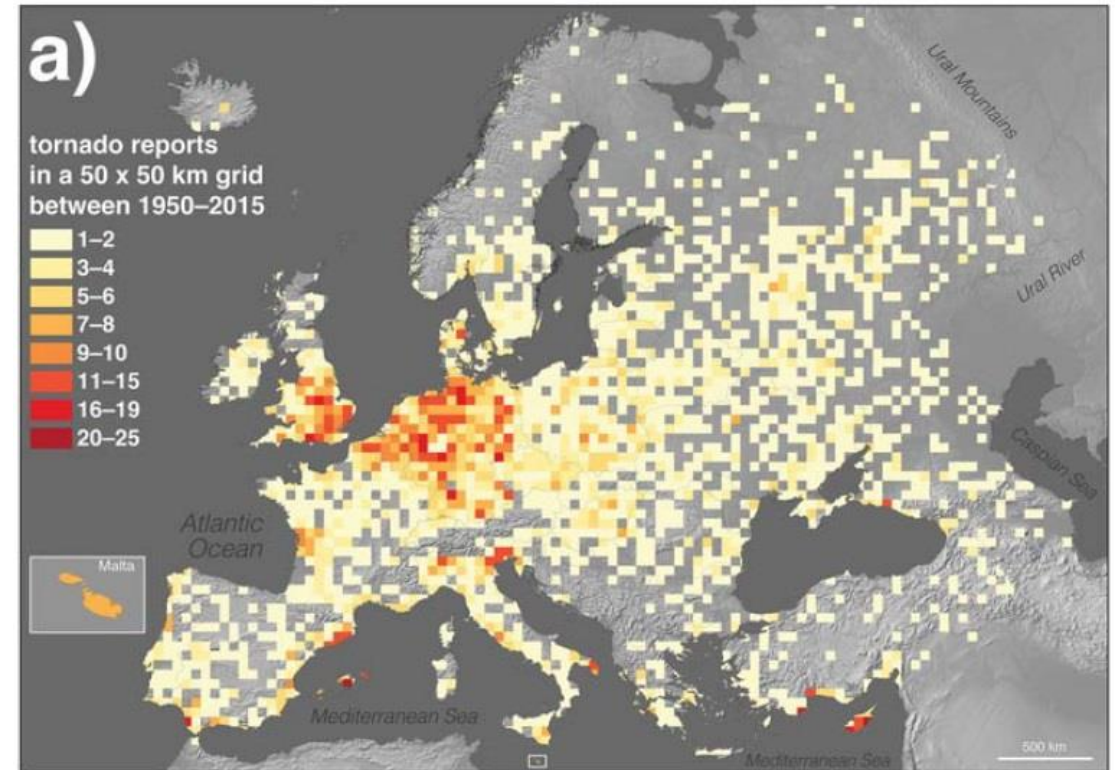 a)
tornado reports
in a 50 x 50 km grid
between 1950–2015
1–2
3–4
5–6
7–8
9–10
11–15
16–19
20–25
Ural Mountains
Ural River
Caspian Sea
Atlantic
Ocean
Malta
Mediterranean Sea
Mediterranean Sea
500 km